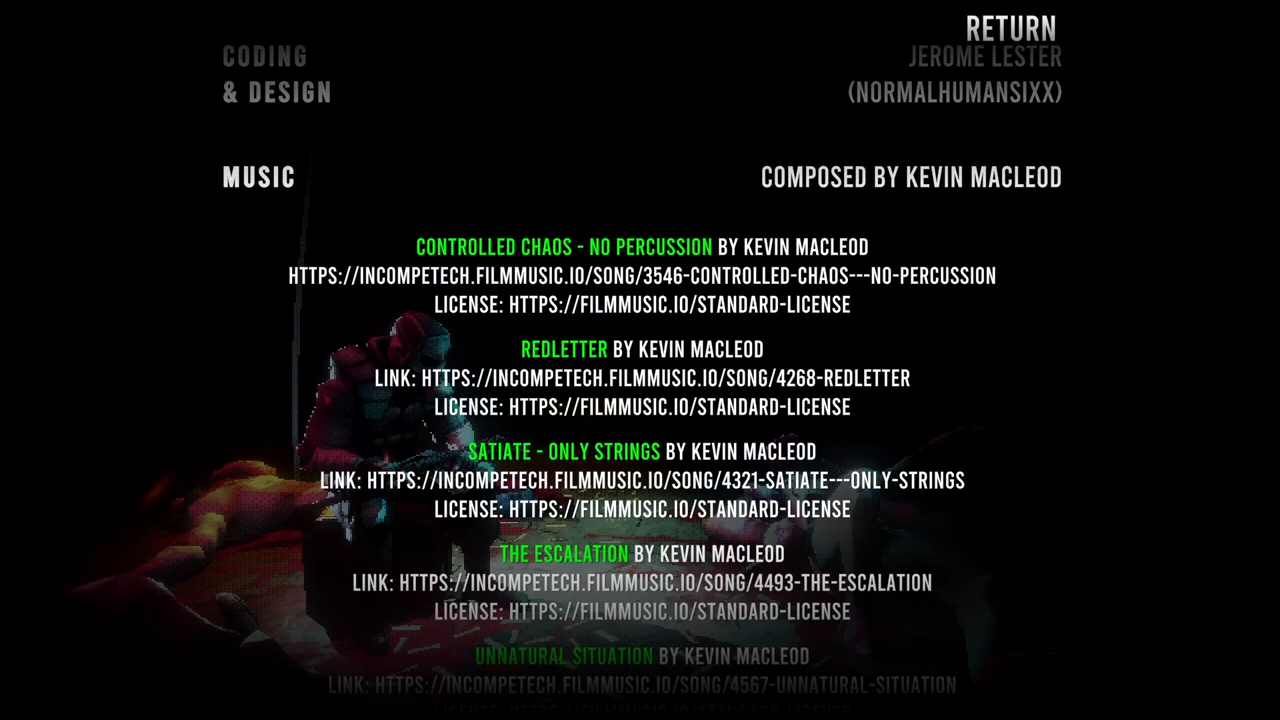 RETURN
CODING
& DESIGN
JEROME LESTER
(NORMALHUMANSIXX)
MUSIC
COMPOSED BY KEVIN MACLEOD
CONTROLLED CHAOS - NO PERCUSSION BY KEVIN MACLEOD
HTTPS://INCOMPETECH.FILMMUSIC.IO/SONG/3546-CONTROLLED-CHAOS---NO-PERCUSSION
LICENSE: HTTPS://FILMMUSIC.IO/STANDARD-LICENSE
REDLETTER BY KEVIN MACLEOD
LINK: HTTPS://INCOMPETECH.FILMMUSIC.IO/SONG/4268-REDLETTER
LICENSE: HTTPS://FILMMUSIC.IO/STANDARD-LICENSE
SATIATE - ONLY STRINGS BY KEVIN MACLEOD
LINK: HTTPS://INCOMPETECH.FILMMUSIC.IO/SONG/4321-SATIATE---ONLY-STRINGS
LICENSE: HTTPS://FILMMUSIC.IO/STANDARD-LICENSE
THE ESCALATION BY KEVIN MACLEOD
LINK: HTTPS://INCOMPETECH.FILMMUSIC.IO/SONG/4493-THE-ESCALATION
LICENSE: HTTPS://FILMMUSIC.IO/STANDARD-LICENSE
UNNATURAL SITUATION BY KEVIN MACLEOD
LINK: HTTPS://INCOMPETECH.FILMMUSIC.IO/SONG/4567-UNNATURAL-SITUATION